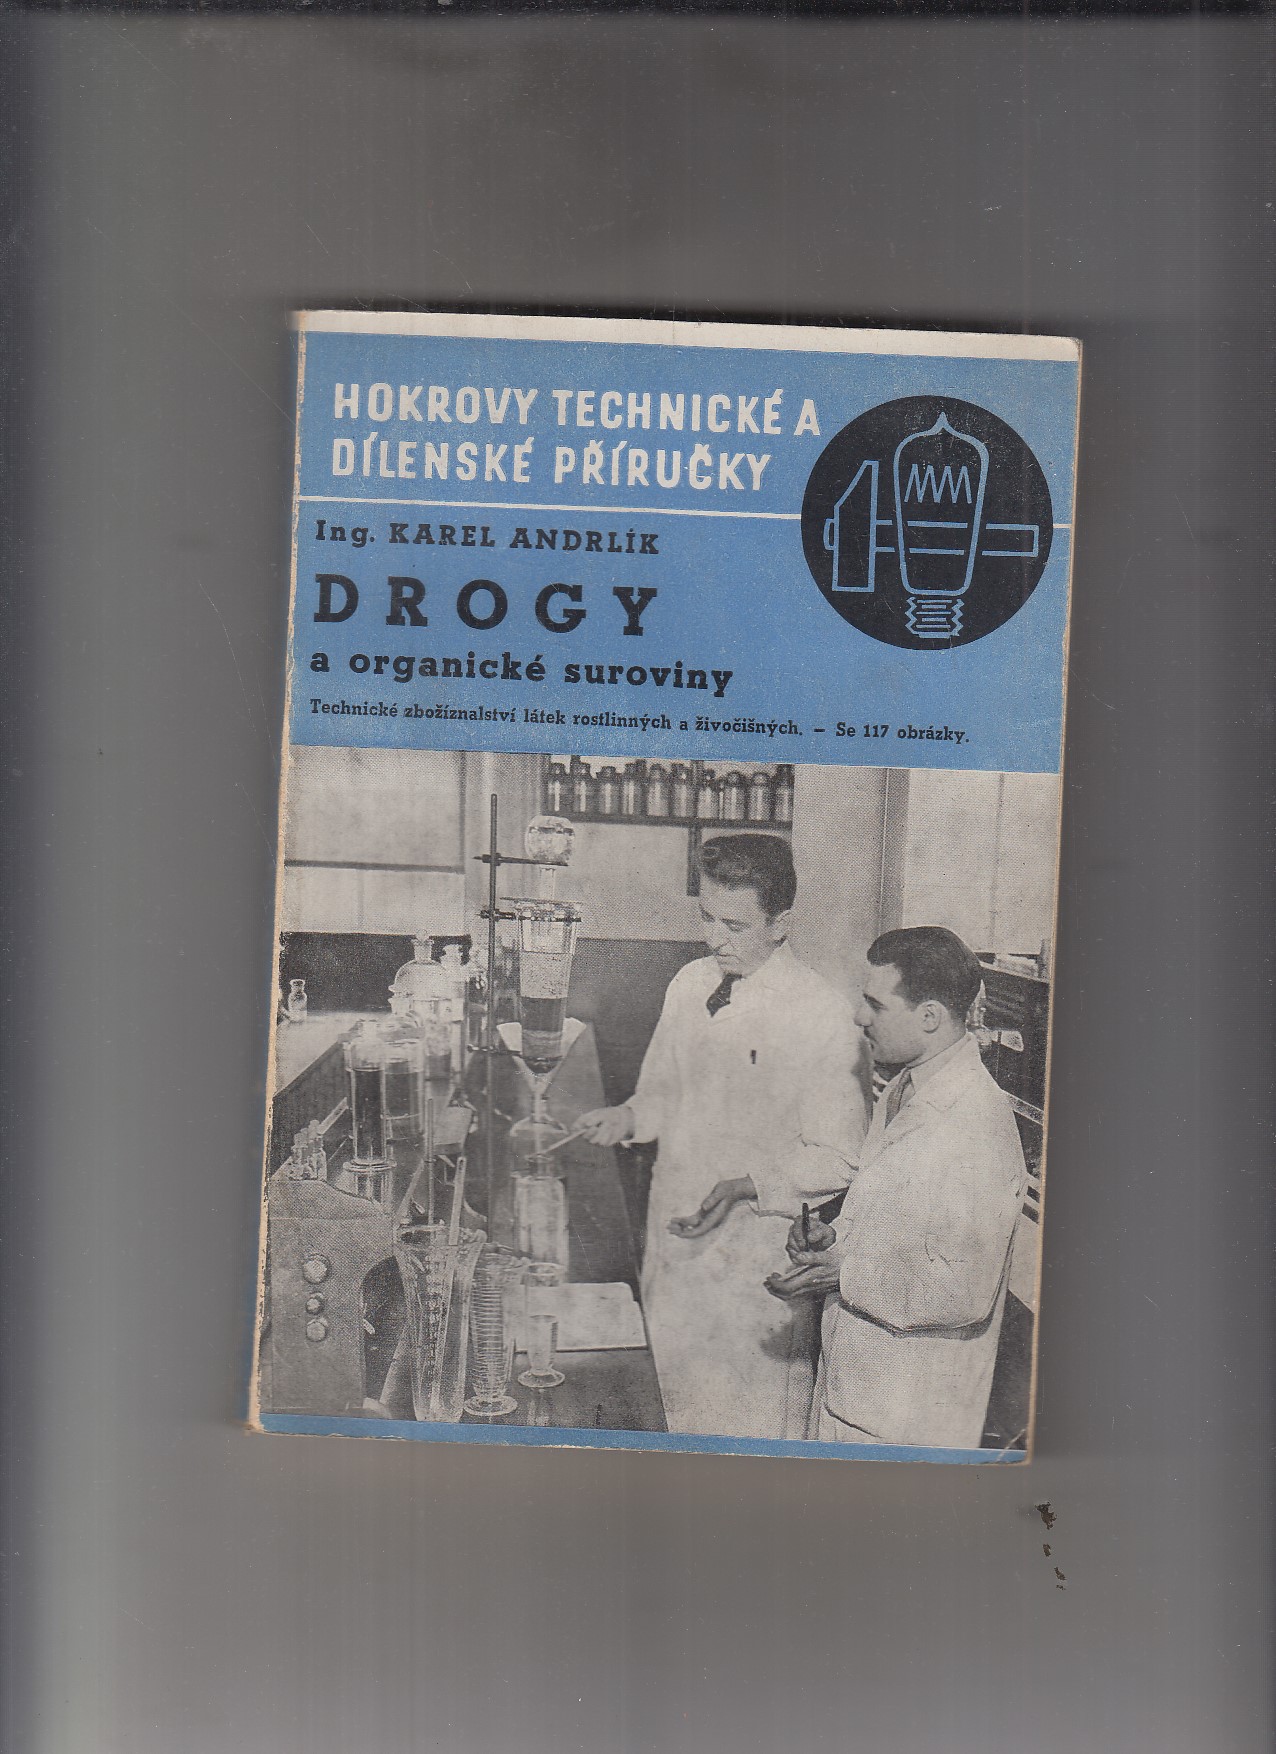 HOKROVY TECHNICKÉ A
DÍLENSKÉ PŘÍRUČKY
Ing. KAREL ANDRLÍK
DROGY
a organické suroviny
Technické zbožíznalství látek rostlinných a živočišných. — Se 117 obrázky.